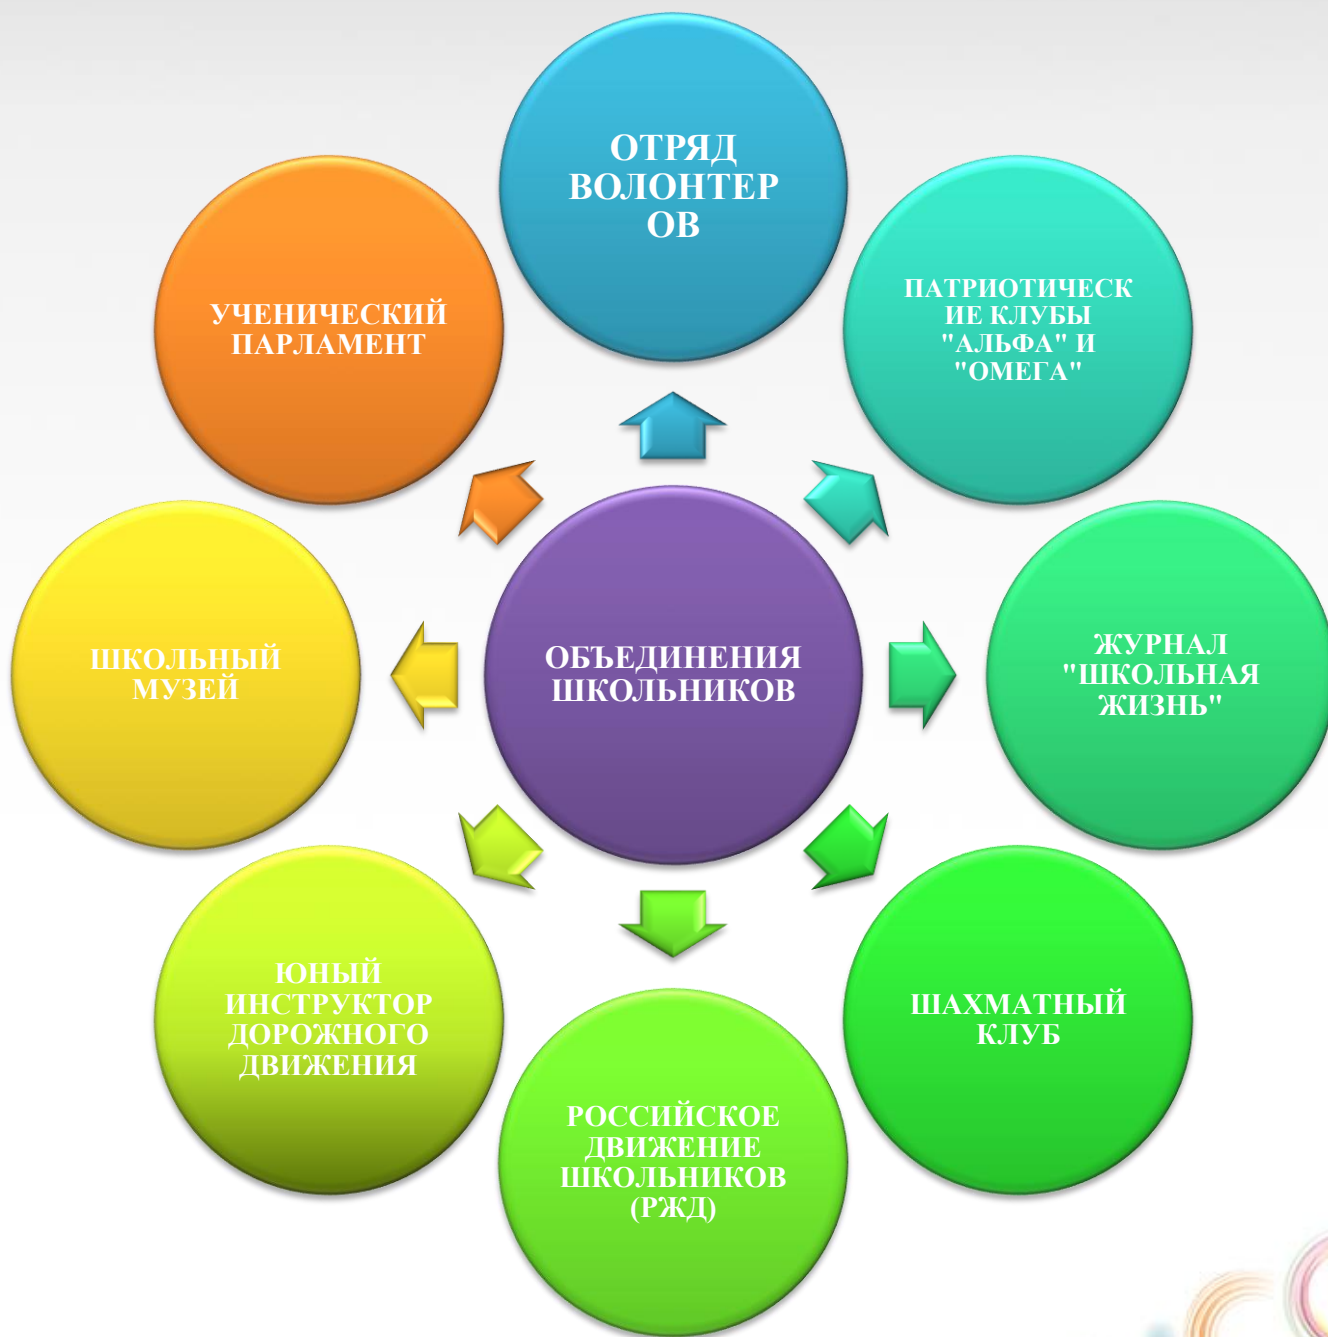 ОТРЯД
ВОЛОНТЕР
ОВ
ПАТРИОТИЧЕСК
ИЕ КЛУБЫ
"АЛЬФА" И
"ОМЕГА"
ЖУРНАЛ
"ШКОЛЬНАЯ
ЖИЗНЬ"
ШАХМАТНЫЙ
КЛУБ
РОССИЙСКОЕ
ДВИЖЕНИЕ
ШКОЛЬНИКОВ
(РЖД)
ЮНЫЙ
ИНСТРУКТОР
ДОРОЖНОГО
ДВИЖЕНИЯ
ШКОЛЬНЫЙ
МУЗЕЙ
УЧЕНИЧЕСКИЙ
ПАРЛАМЕНТ
ОБЪЕДИНЕНИЯ
ШКОЛЬНИКОВ